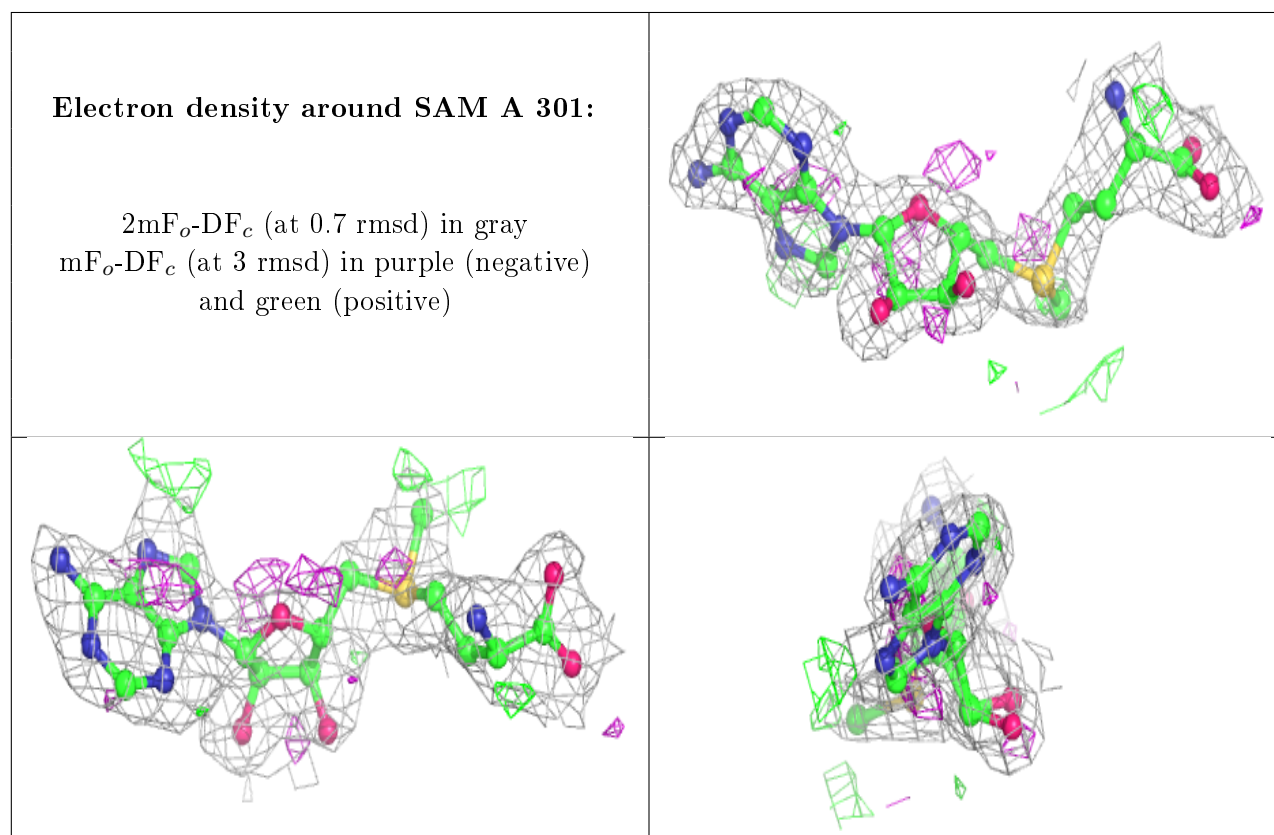 Electron density around SAM A 301:
2mFo-DFc (at 0.7 rmsd) in gray
mFo-DFc (at 3 rmsd) in purple (negative)
and green (positive)